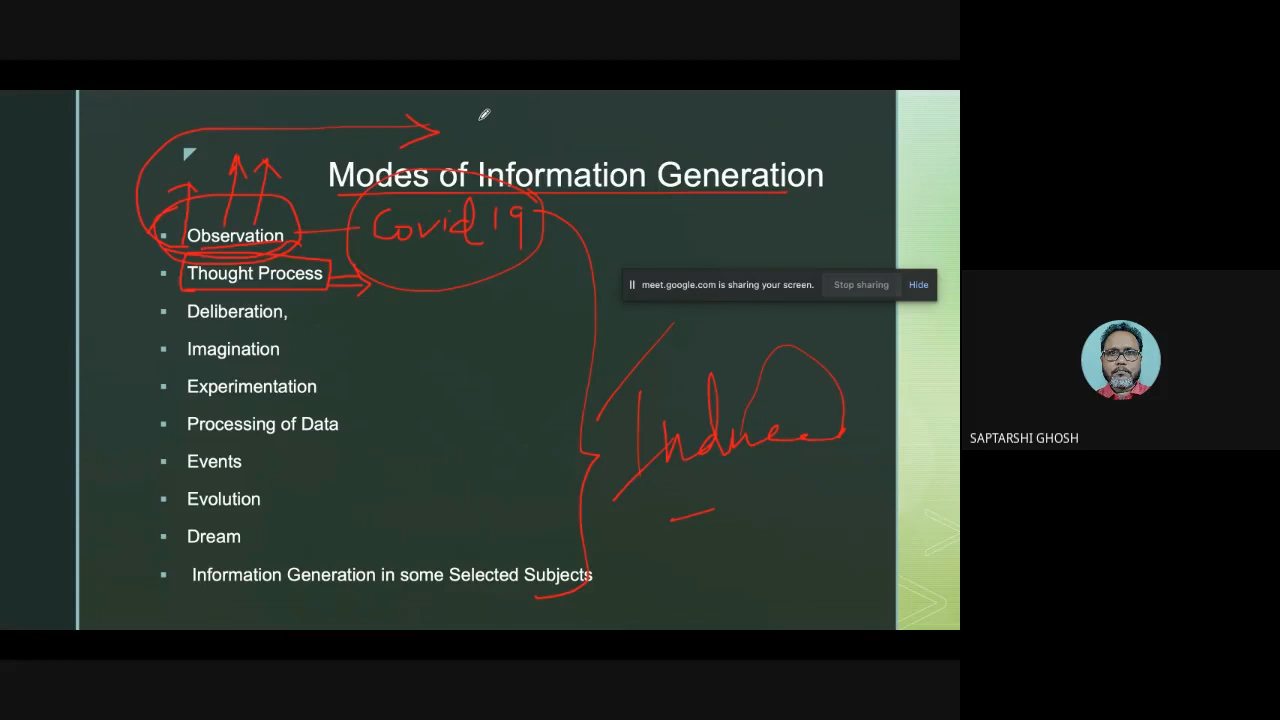 Modes of Information Generation
Covid 19
Observation
Thought Process
meet.google.com is sharing your screen. Stop sharing Hide
Deliberation,
Imagination
Experimentation
Processing of Data
Events
Evolution
Dream
Information Generation in some Selected Subjects
SAPTARSHI GHOSH